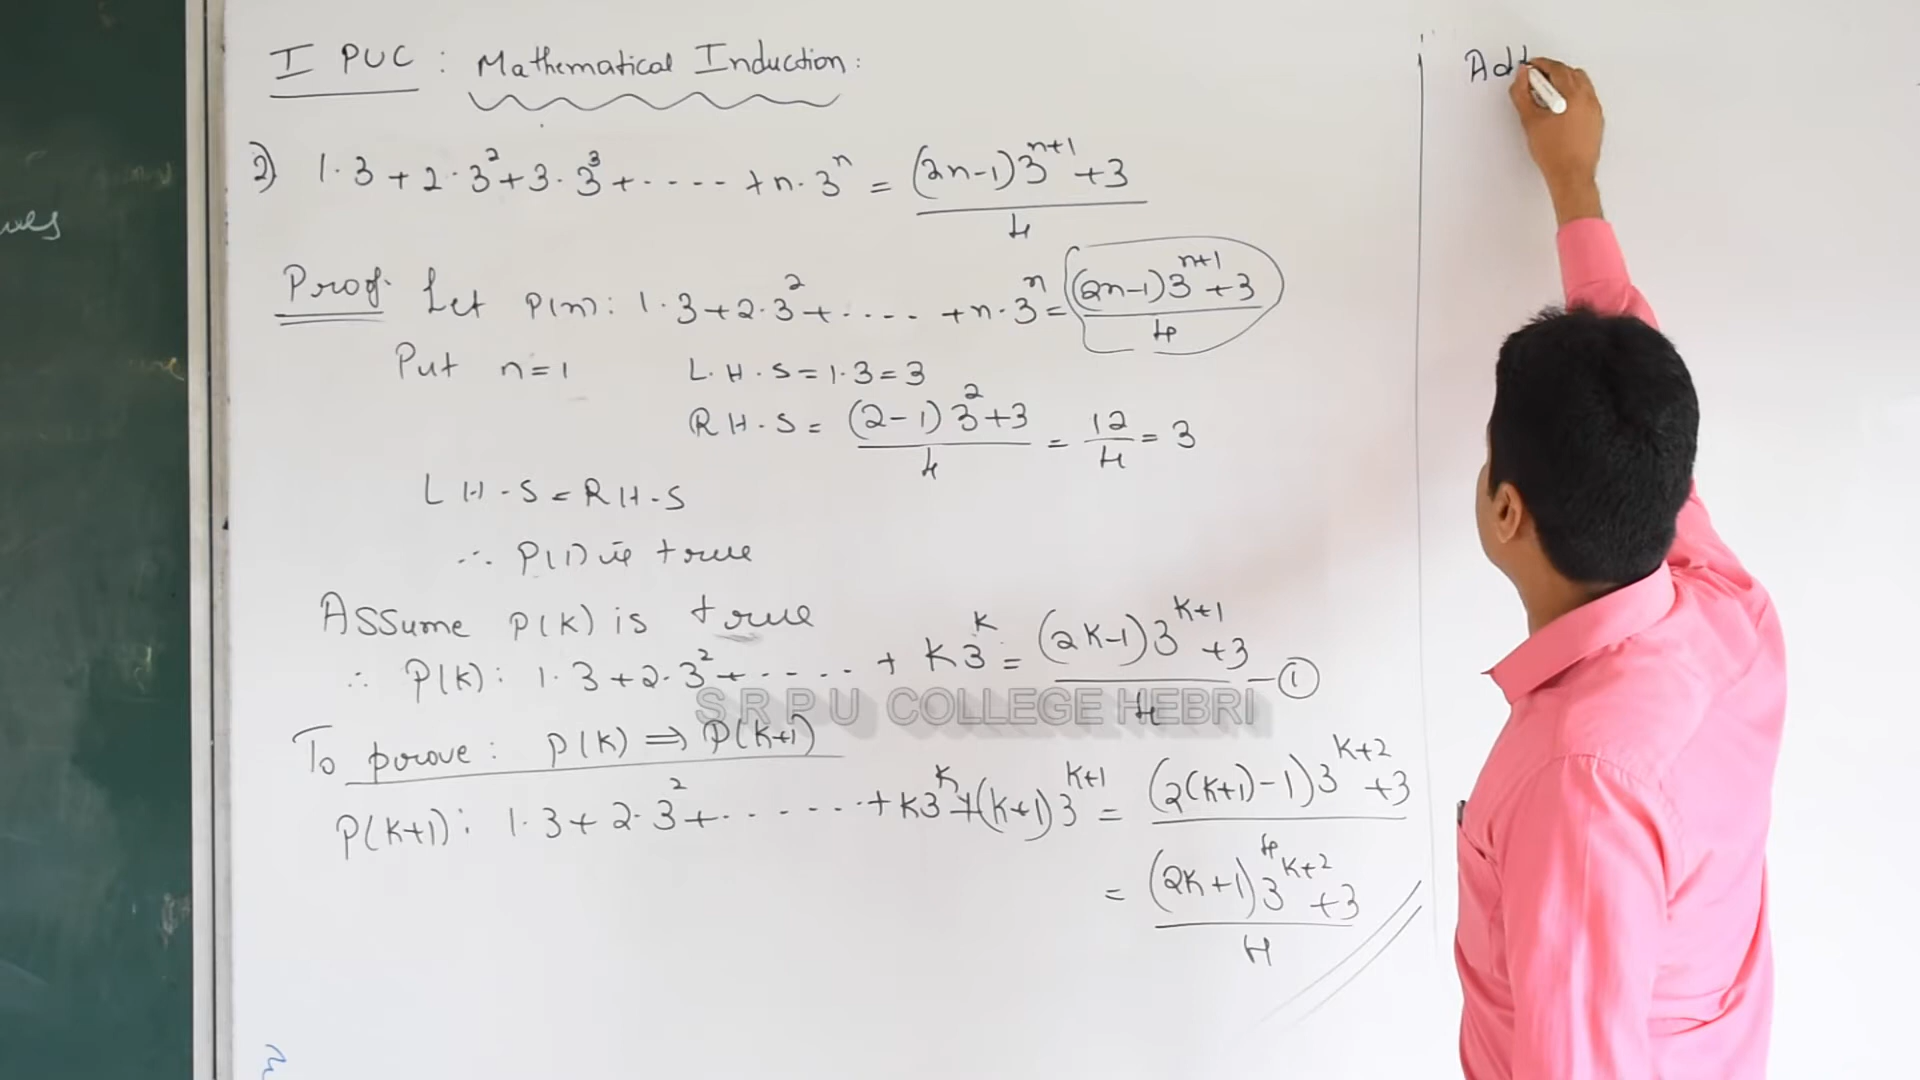 I PUC : Mathematical Induction :
2) 1·3 + 2·3² + 3·3³ + ----- + n·3ⁿ = (2n-1)3ⁿ⁺¹ + 3 / 4
Proof. Let P(n): 1·3 + 2·3² + ····· + n·3ⁿ = (2n-1)3ⁿ⁺¹ + 3 / 4
Put n=1 L.H.S = 1·3 = 3
RH.S = (2-1)3² + 3 / 4 = 12/4 = 3
LH.S = RH.S
∴ P(1) is true
Assume P(k) is true
∴ P(k): 1·3 + 2·3² + ····· + k3ᵏ = (2k-1)3ᵏ⁺¹ + 3 / 4 — ①
To prove: P(k) ⇒ P(k+1)
P(k+1): 1·3 + 2·3² + ······ + k3ᵏ + (k+1)3ᵏ⁺¹ = (2(k+1)-1)3ᵏ⁺² + 3 / 4
= (2k+1)3ᵏ⁺² + 3 / 4
Add
S R P U COLLEGE HEBRI